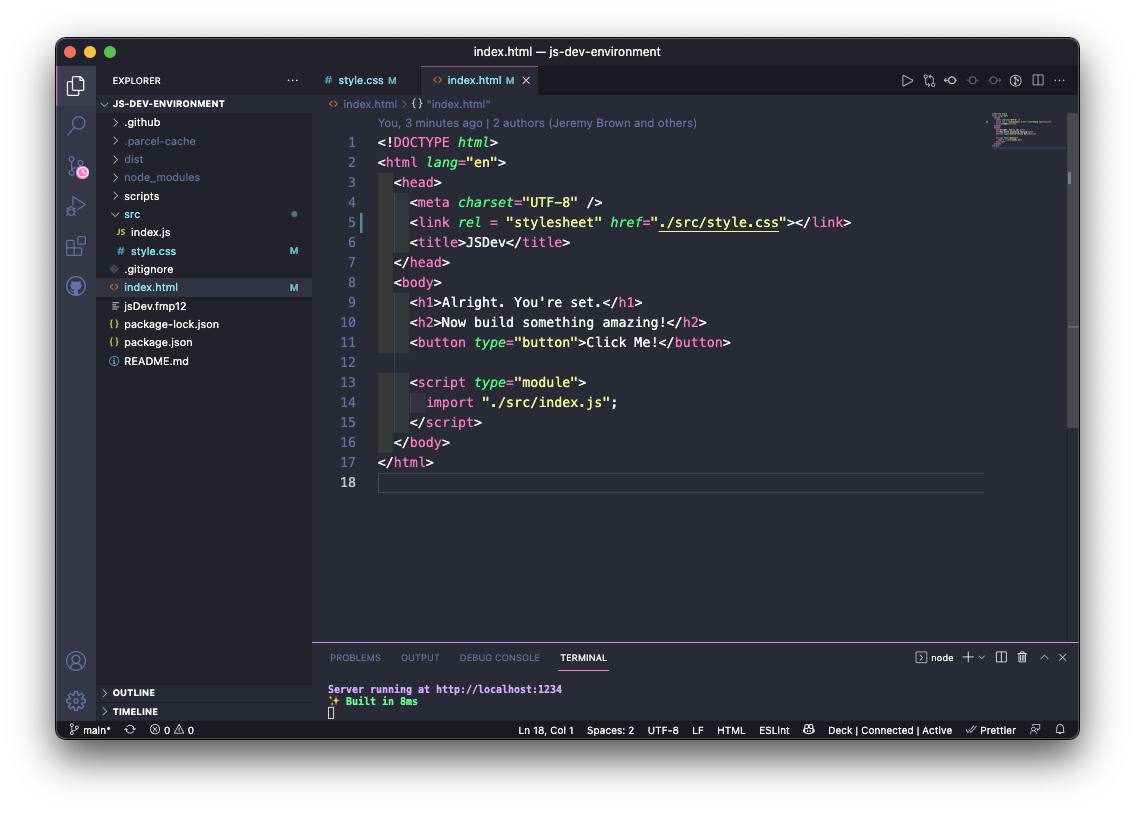 index.html — js-dev-environment
EXPLORER
JS-DEV-ENVIRONMENT
.github
.parcel-cache
dist
node_modules
scripts
src
JS index.js
# style.css M
.gitignore
<> index.html M
jsDev.fmp12
{} package-lock.json
{} package.json
README.md
OUTLINE
TIMELINE
# style.css M
<> index.html M
<> index.html > {} "index.html"
You, 3 minutes ago | 2 authors (Jeremy Brown and others)
1 <!DOCTYPE html>
2 <html lang="en">
3 <head>
4 <meta charset="UTF-8" />
5 <link rel = "stylesheet" href="./src/style.css"></link>
6 <title>JSDev</title>
7 </head>
8 <body>
9 <h1>Alright. You're set.</h1>
10 <h2>Now build something amazing!</h2>
11 <button type="button">Click Me!</button>
12
13 <script type="module">
14 import "./src/index.js";
15 </script>
16 </body>
17 </html>
18
PROBLEMS OUTPUT DEBUG CONSOLE TERMINAL
node
Server running at http://localhost:1234
✨ Built in 8ms
main* 0 0 Ln 18, Col 1 Spaces: 2 UTF-8 LF HTML ESLint Deck | Connected | Active Prettier